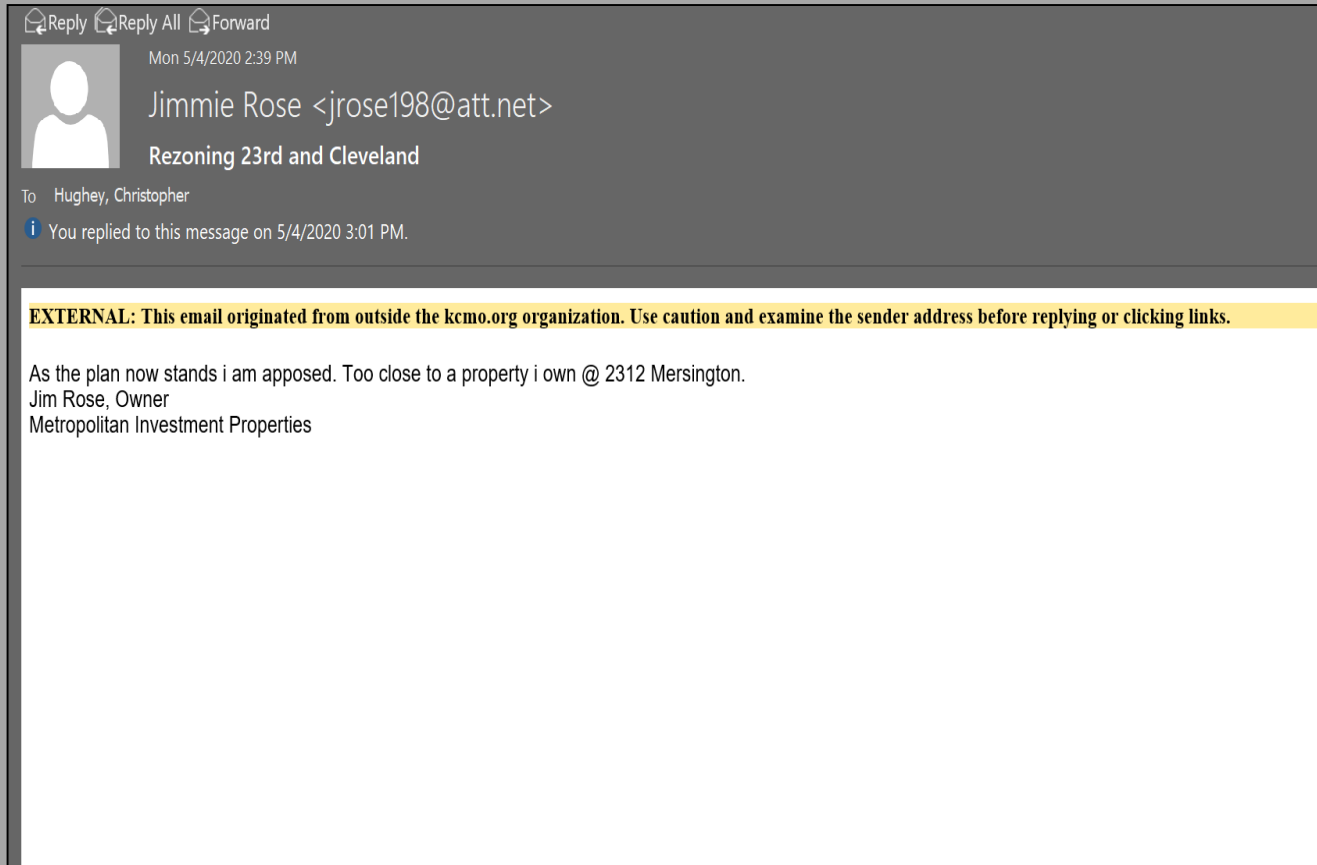 Reply Reply All Forward
Mon 5/4/2020 2:39 PM
Jimmie Rose <jrose198@att.net>
Rezoning 23rd and Cleveland
To Hughey, Christopher
i You replied to this message on 5/4/2020 3:01 PM.
EXTERNAL: This email originated from outside the kcmo.org organization. Use caution and examine the sender address before replying or clicking links.
As the plan now stands i am apposed. Too close to a property i own @ 2312 Mersington.
Jim Rose, Owner
Metropolitan Investment Properties